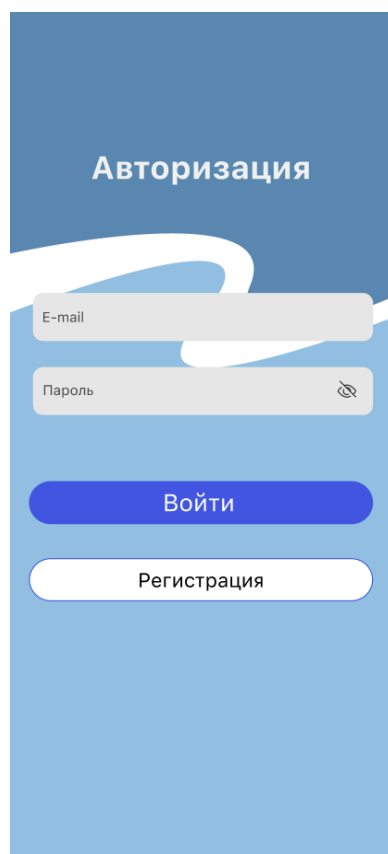 Авторизация
E-mail
Пароль
Войти
Регистрация